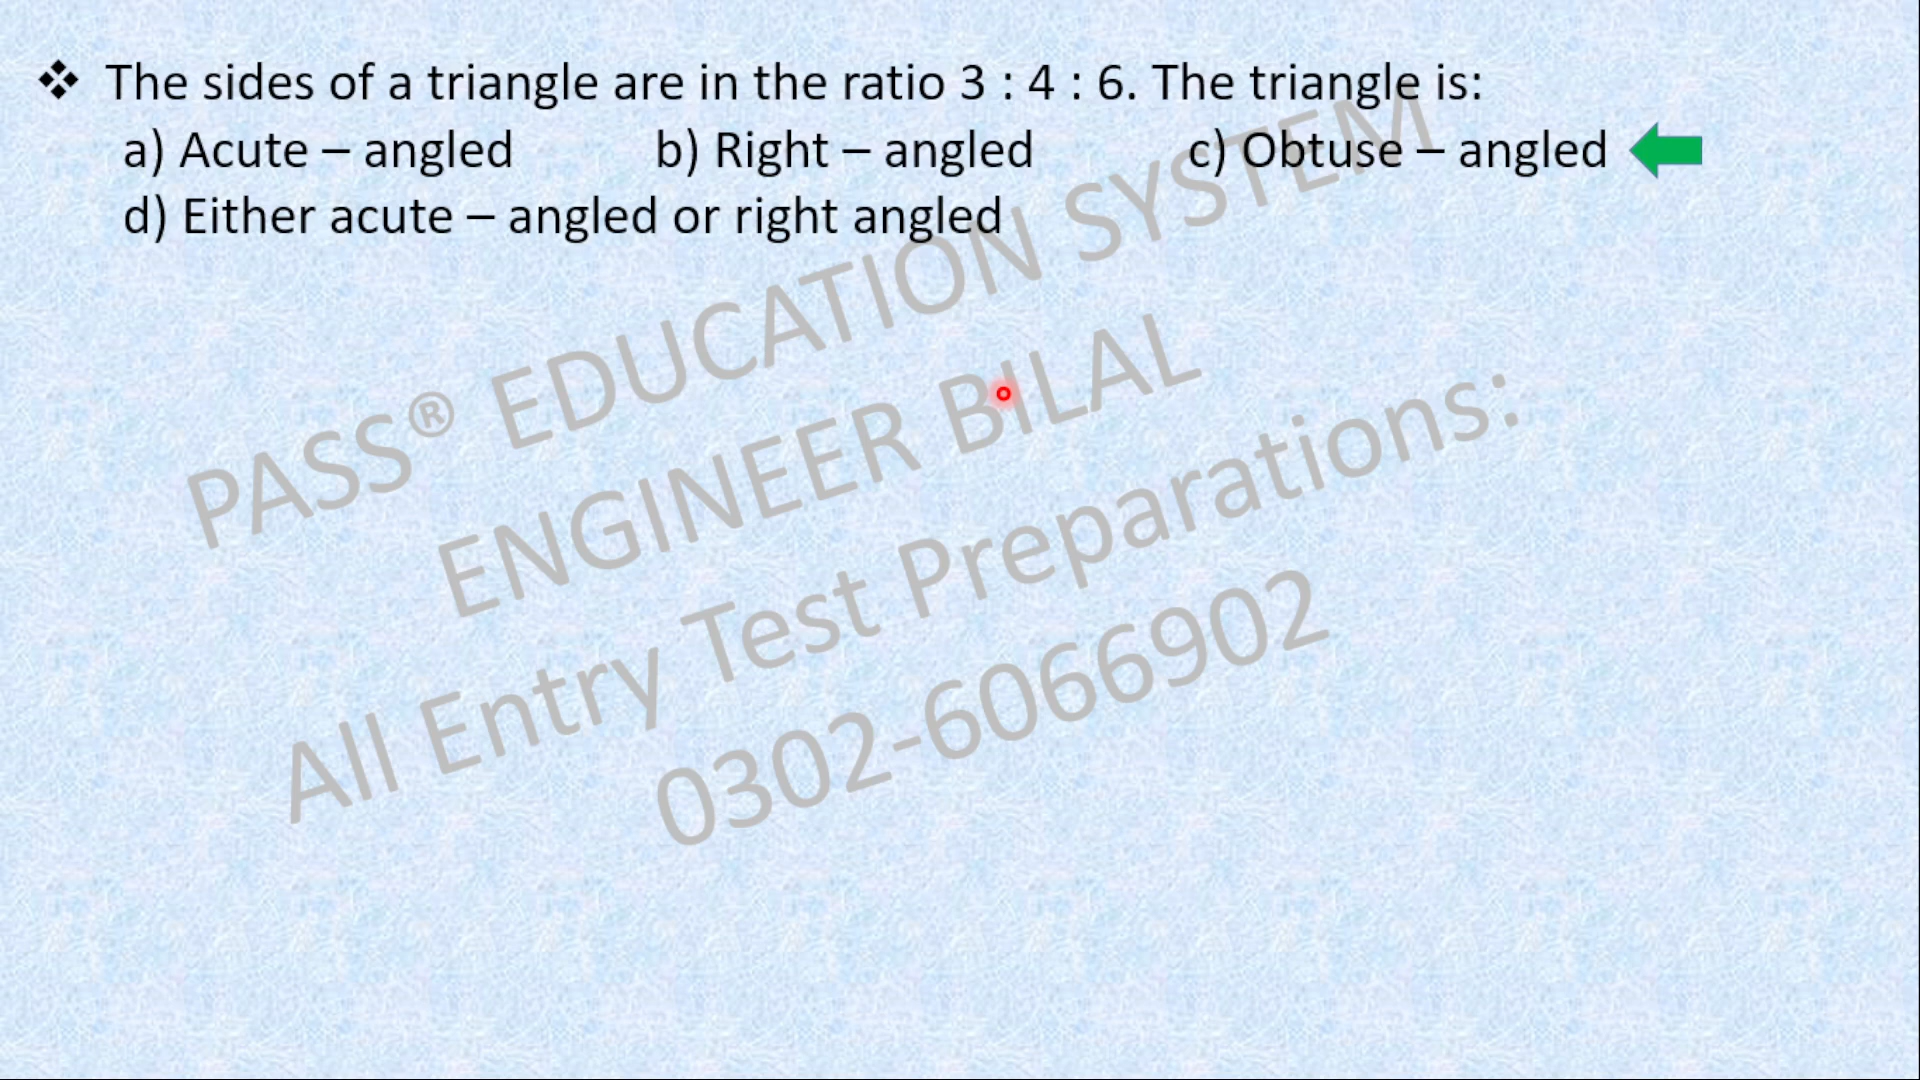 ❖ The sides of a triangle are in the ratio 3 : 4 : 6. The triangle is:
a) Acute – angled b) Right – angled c) Obtuse – angled
d) Either acute – angled or right angled
PASS® EDUCATION SYSTEM
ENGINEER BILAL
All Entry Test Preparations:
0302-6066902